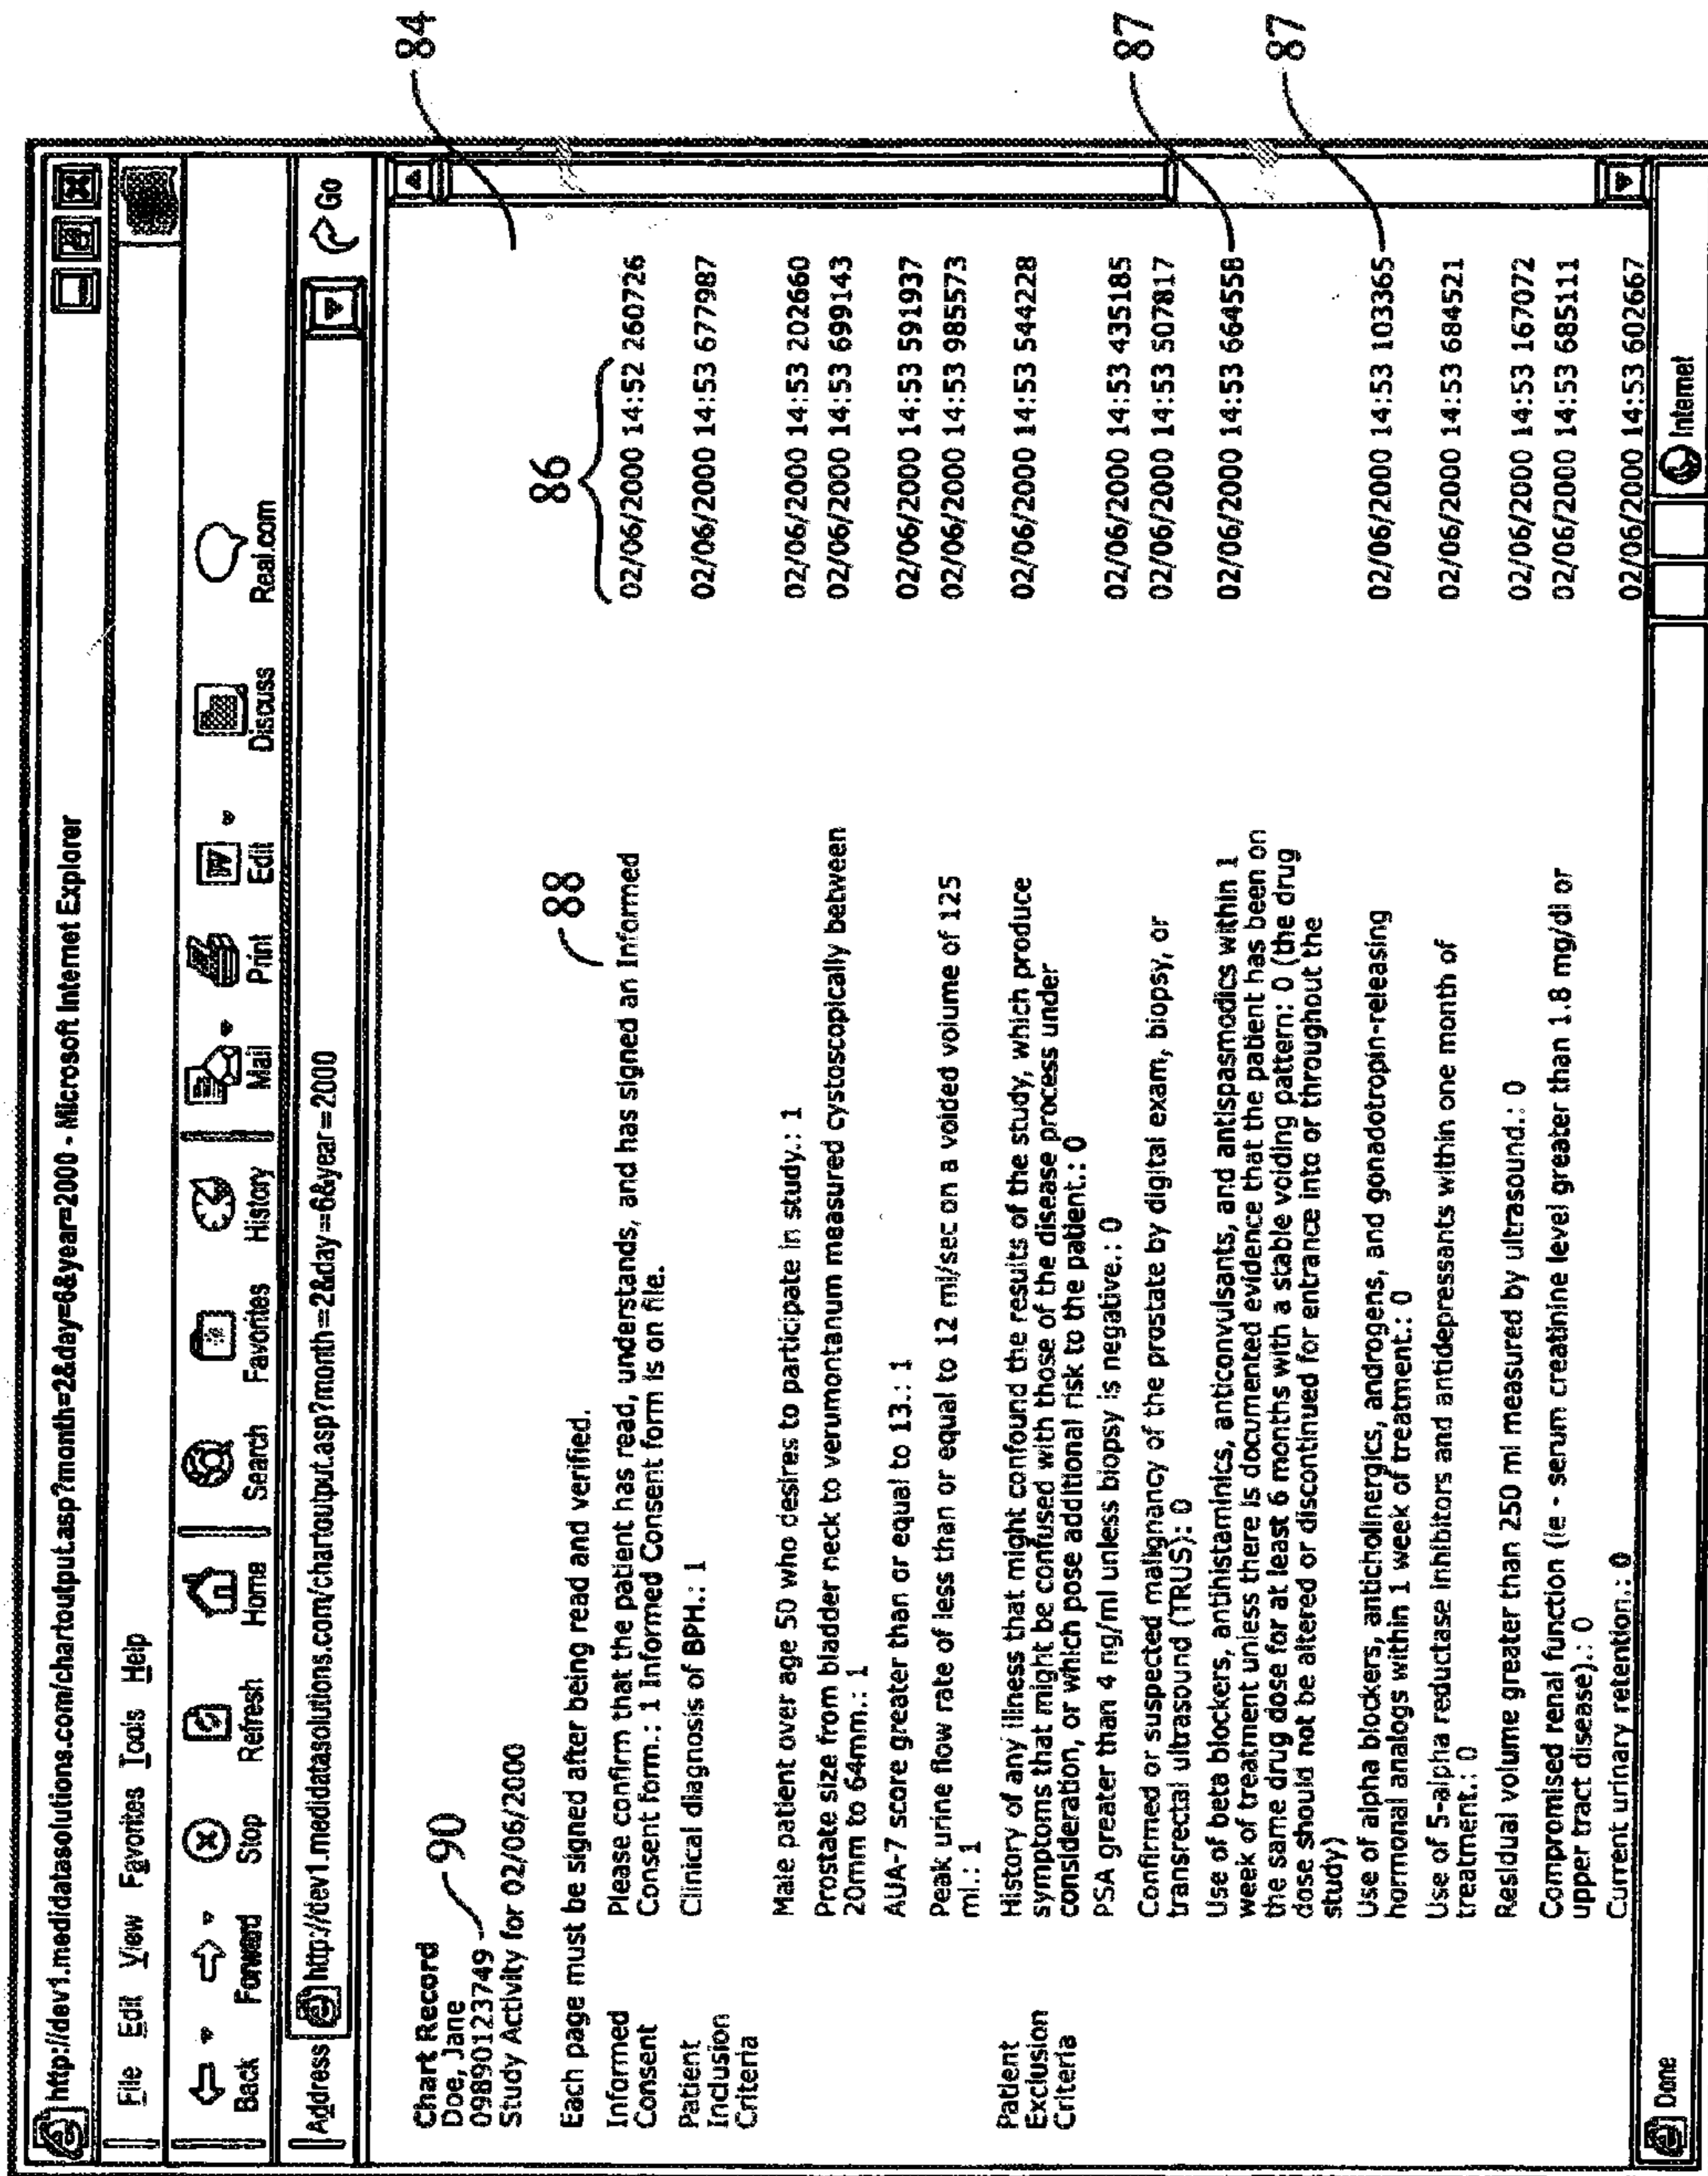 http://dev1.medidatasolutions.com/chartoutput.asp?month=2&day=6&year=2000 - Microsoft Internet Explorer
File Edit View Favorites Tools Help
Back Forward Stop Refresh Home Search Favorites History Mail Print Edit Discuss Real.com
Address http://dev1.medidatasolutions.com/chartoutput.asp?month=2&day=6&year=2000 Go
84
Chart Record
Doe, Jane
90
09890123749
Study Activity for 02/06/2000
86
88
Each page must be signed after being read and verified.
Informed Please confirm that the patient has read, understands, and has signed an Informed 02/06/2000 14:52 260726
Consent Consent form.: 1 Informed Consent form is on file.
Patient Clinical diagnosis of BPH.: 1 02/06/2000 14:53 677987
Inclusion
Criteria
Male patient over age 50 who desires to participate in study.: 1 02/06/2000 14:53 202660
Prostate size from bladder neck to verumontanum measured cystoscopically between 02/06/2000 14:53 699143
20mm to 64mm.: 1
AUA-7 score greater than or equal to 13.: 1 02/06/2000 14:53 591937
Peak urine flow rate of less than or equal to 12 ml/sec on a voided volume of 125 02/06/2000 14:53 985573
ml.: 1
Patient History of any illness that might confound the results of the study, which produce 02/06/2000 14:53 544228
Exclusion symptoms that might be confused with those of the disease process under
Criteria consideration, or which pose additional risk to the patient.: 0
PSA greater than 4 ng/ml unless biopsy is negative.: 0 02/06/2000 14:53 435185
Confirmed or suspected malignancy of the prostate by digital exam, biopsy, or 02/06/2000 14:53 507817
transrectal ultrasound (TRUS): 0
87
Use of beta blockers, antihistaminics, anticonvulsants, and antispasmodics within 1 02/06/2000 14:53 664558
week of treatment unless there is documented evidence that the patient has been on
the same drug dose for at least 6 months with a stable voiding pattern: 0 (the drug
dose should not be altered or discontinued for entrance into or throughout the
study)
87
Use of alpha blockers, anticholinergics, androgens, and gonadotropin-releasing 02/06/2000 14:53 103365
hormonal analogs within 1 week of treatment.: 0
Use of 5-alpha reductase inhibitors and antidepressants within one month of 02/06/2000 14:53 684521
treatment.: 0
Residual volume greater than 250 ml measured by ultrasound.: 0 02/06/2000 14:53 167072
Compromised renal function (ie - serum creatinine level greater than 1.8 mg/dl or 02/06/2000 14:53 685111
upper tract disease).: 0
Current urinary retention.: 0 02/06/2000 14:53 602667
Done Internet